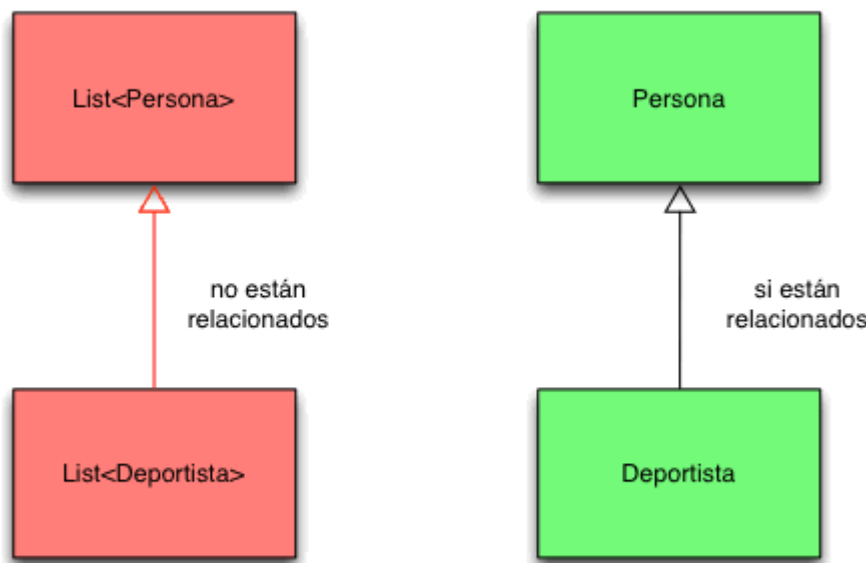 List<Persona>
Persona
no están
relacionados
si están
relacionados
List<Deportista>
Deportista